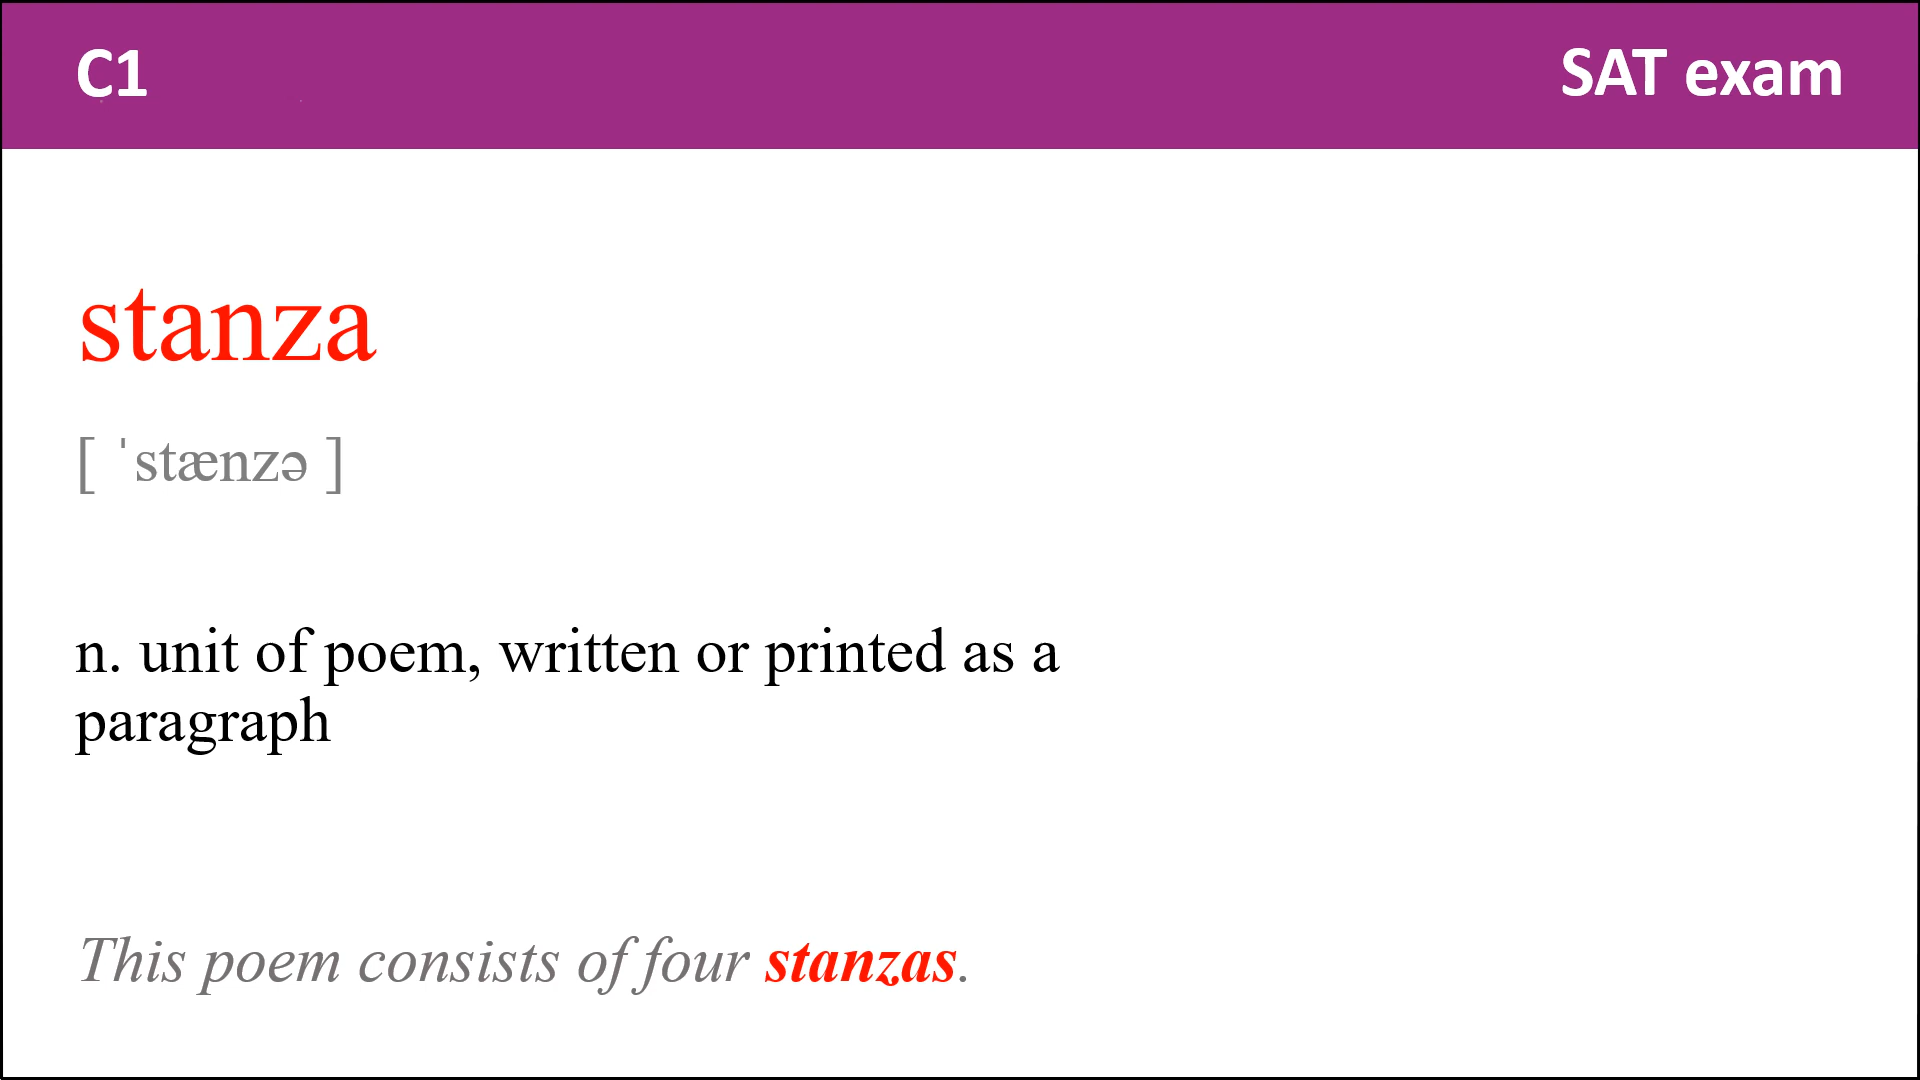 C1 SAT exam
stanza
[ ˈstænzə ]
n. unit of poem, written or printed as a
paragraph
This poem consists of four stanzas.